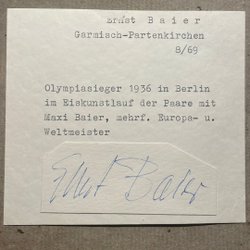 Ernst Baier
Garmisch-Partenkirchen
8/69
Olympiasieger 1936 in Berlin
im Eiskunstlauf der Paare mit
Maxi Baier, mehrf. Europa- u.
Weltmeister
Ernst Baier